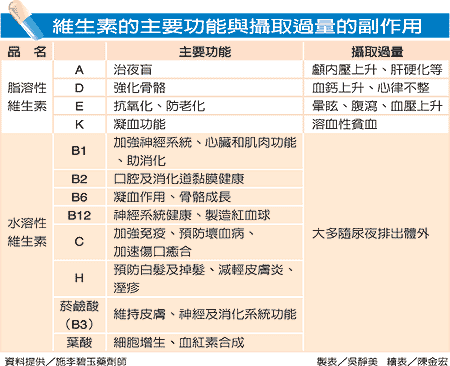 維生素的主要功能與攝取過量的副作用
品 名 主要功能 攝取過量
脂溶性
維生素
A 治夜盲 顱內壓上升、肝硬化等
D 強化骨骼 血鈣上升、心律不整
E 抗氧化、防老化 暈眩、腹瀉、血壓上升
K 凝血功能 溶血性貧血
水溶性
維生素
B1 加強神經系統、心臟和肌肉功能
、助消化
B2 口腔及消化道黏膜健康
B6 凝血作用、骨骼成長
B12 神經系統健康、製造紅血球
C 加強免疫、預防壞血病、
加速傷口癒合
H 預防白髮及掉髮、減輕皮膚炎、
溼疹
菸鹼酸
（B3）
維持皮膚、神經及消化系統功能
葉酸 細胞增生、血紅素合成
大多隨尿夜排出體外
資料提供／施李碧玉藥劑師 製表／吳靜美 繪表／陳金宏